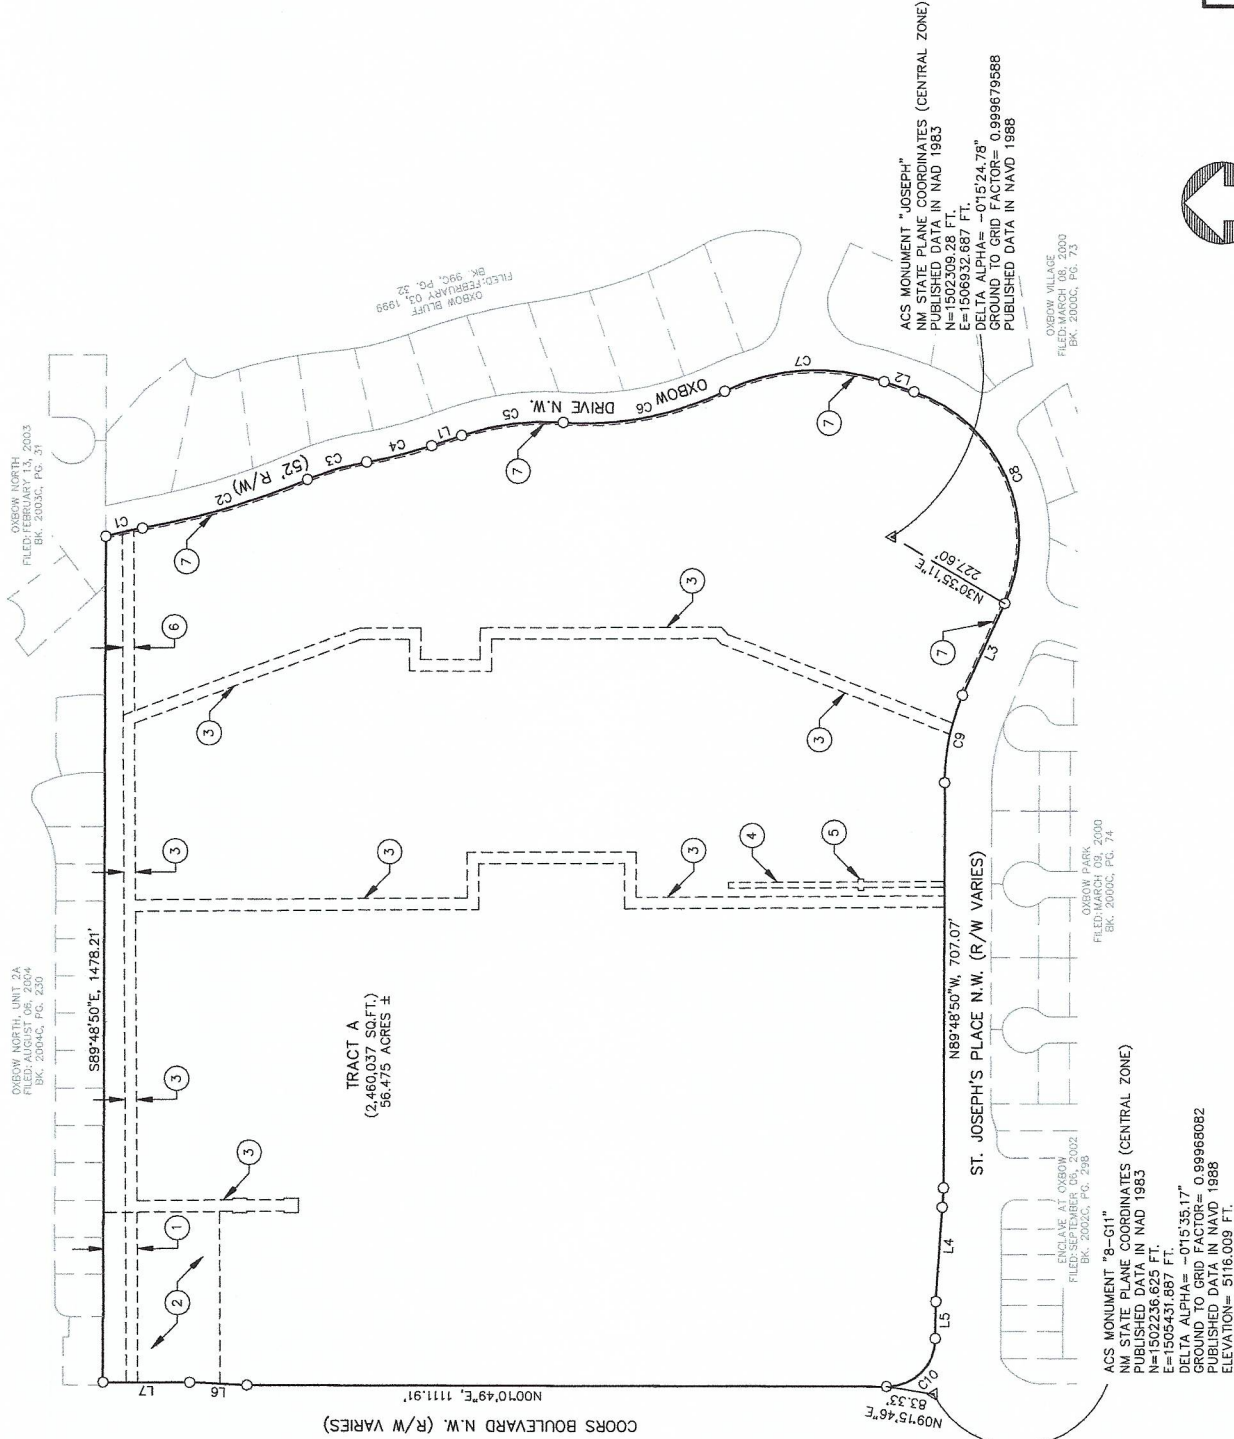 OXBOW NORTH, UNIT 2A
FILED: AUGUST 06, 2004
BK. 2004C, PG. 230
OXBOW NORTH
FILED: FEBRUARY 13, 2003
BK. 2003C, PG. 31
OXBOW BLUFF
FILED: FEBRUARY 03, 1999
BK. 99C, PG. 32
S89°48'50"E, 1478.21'
L7
L6
1
2
3
3
3
3
3
3
3
3
4
5
6
7
7
7
7
C1
C2
(52' R/W)
C3
C4
L1
C5
OXBOW DRIVE N.W.
C6
C7
L2
C8
L3
C9
TRACT A
(2,460,037 SQ.FT.)
56.475 ACRES ±
N30°35'11"E
227.60'
ACS MONUMENT "JOSEPH"
NM STATE PLANE COORDINATES (CENTRAL ZONE)
PUBLISHED DATA IN NAD 1983
N=1502309.28 FT.
E=1506932.687 FT.
DELTA ALPHA= -0°15'24.78"
GROUND TO GRID FACTOR= 0.999679588
PUBLISHED DATA IN NAVD 1988
OXBOW VILLAGE
FILED: MARCH 08, 2000
BK. 2000C, PG. 73
COORS BOULEVARD N.W. (R/W VARIES)
N00°10'49"E, 1111.91'
N09°15'46"E
83.33'
C10
L5
L4
N89°48'50"W, 707.07'
ST. JOSEPH'S PLACE N.W. (R/W VARIES)
ENCLAVE AT OXBOW
FILED: SEPTEMBER 06, 2002
BK. 2002C, PG. 298
OXBOW PARK
FILED: MARCH 09, 2000
BK. 2000C, PG. 74
ACS MONUMENT "8-G11"
NM STATE PLANE COORDINATES (CENTRAL ZONE)
PUBLISHED DATA IN NAD 1983
N=1502236.625 FT.
E=1505431.887 FT.
DELTA ALPHA= -0°15'35.17"
GROUND TO GRID FACTOR= 0.99968082
PUBLISHED DATA IN NAVD 1988
ELEVATION= 5116.009 FT.